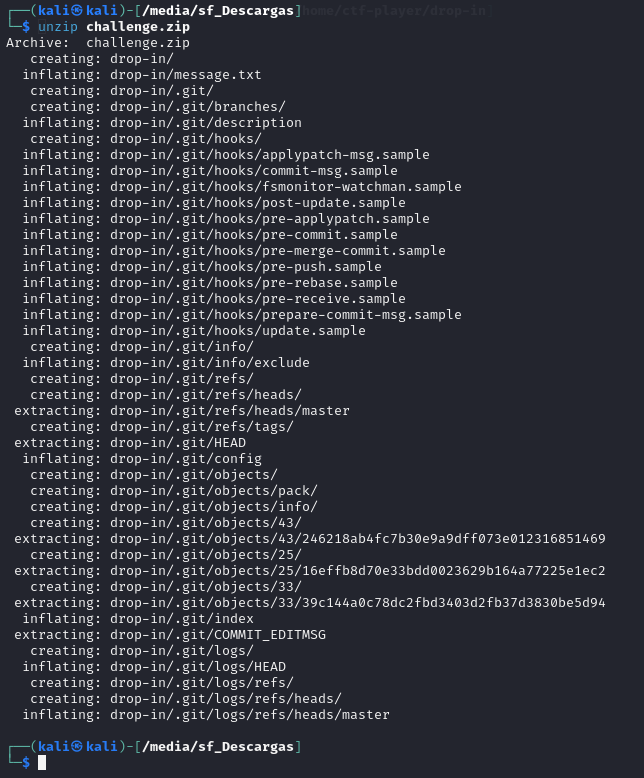 ┌──(kali㉿kali)-[/media/sf_Descargas]home/ctf-player/drop-in]
└─$ unzip challenge.zip
Archive:  challenge.zip
   creating: drop-in/
  inflating: drop-in/message.txt
   creating: drop-in/.git/
   creating: drop-in/.git/branches/
  inflating: drop-in/.git/description
   creating: drop-in/.git/hooks/
  inflating: drop-in/.git/hooks/applypatch-msg.sample
  inflating: drop-in/.git/hooks/commit-msg.sample
  inflating: drop-in/.git/hooks/fsmonitor-watchman.sample
  inflating: drop-in/.git/hooks/post-update.sample
  inflating: drop-in/.git/hooks/pre-applypatch.sample
  inflating: drop-in/.git/hooks/pre-commit.sample
  inflating: drop-in/.git/hooks/pre-merge-commit.sample
  inflating: drop-in/.git/hooks/pre-push.sample
  inflating: drop-in/.git/hooks/pre-rebase.sample
  inflating: drop-in/.git/hooks/pre-receive.sample
  inflating: drop-in/.git/hooks/prepare-commit-msg.sample
  inflating: drop-in/.git/hooks/update.sample
   creating: drop-in/.git/info/
  inflating: drop-in/.git/info/exclude
   creating: drop-in/.git/refs/
   creating: drop-in/.git/refs/heads/
 extracting: drop-in/.git/refs/heads/master
   creating: drop-in/.git/refs/tags/
 extracting: drop-in/.git/HEAD
  inflating: drop-in/.git/config
   creating: drop-in/.git/objects/
   creating: drop-in/.git/objects/pack/
   creating: drop-in/.git/objects/info/
   creating: drop-in/.git/objects/43/
 extracting: drop-in/.git/objects/43/246218ab4fc7b30e9a9dff073e012316851469
   creating: drop-in/.git/objects/25/
 extracting: drop-in/.git/objects/25/16effb8d70e33bdd0023629b164a77225e1ec2
   creating: drop-in/.git/objects/33/
 extracting: drop-in/.git/objects/33/39c144a0c78dc2fbd3403d2fb37d3830be5d94
  inflating: drop-in/.git/index
 extracting: drop-in/.git/COMMIT_EDITMSG
   creating: drop-in/.git/logs/
  inflating: drop-in/.git/logs/HEAD
   creating: drop-in/.git/logs/refs/
   creating: drop-in/.git/logs/refs/heads/
  inflating: drop-in/.git/logs/refs/heads/master
┌──(kali㉿kali)-[/media/sf_Descargas]
└─$